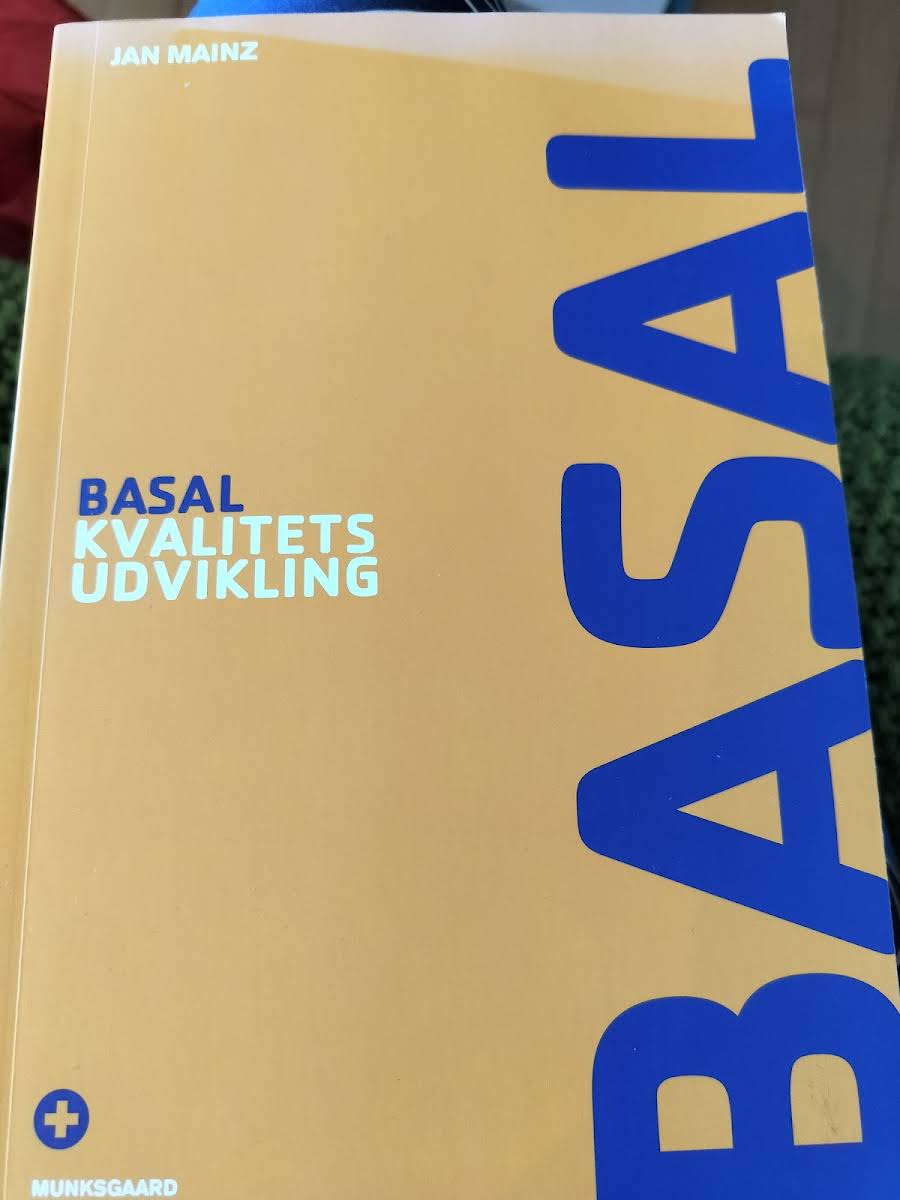 JAN MAINZ
BASAL
KVALITETS
UDVIKLING
BASAL
MUNKSGAARD